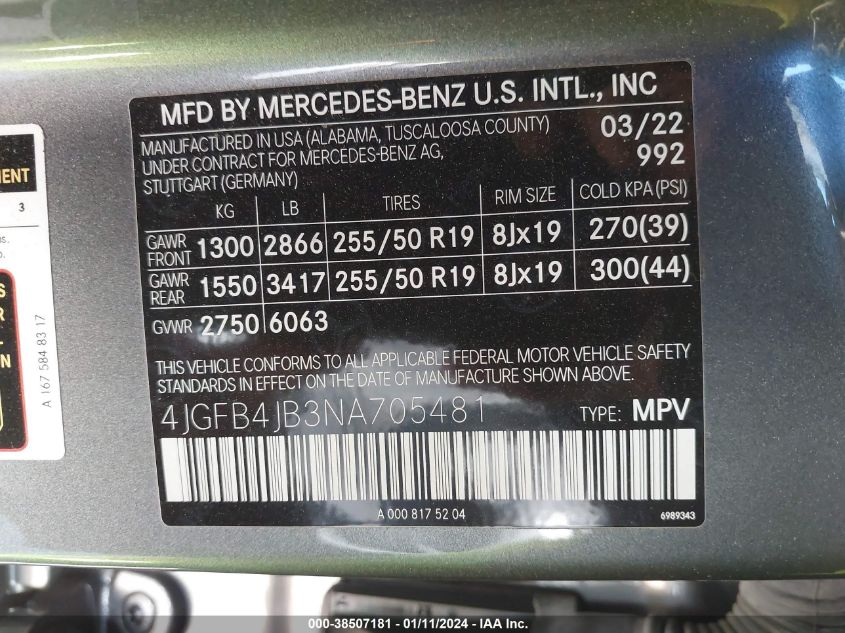 MFD BY MERCEDES-BENZ U.S. INTL., INC
MANUFACTURED IN USA (ALABAMA, TUSCALOOSA COUNTY)
UNDER CONTRACT FOR MERCEDES-BENZ AG,
STUTTGART (GERMANY)
03/22
992
KG LB TIRES RIM SIZE COLD KPA (PSI)
GAWR FRONT 1300 2866 255/50 R19 8Jx19 270(39)
GAWR REAR 1550 3417 255/50 R19 8Jx19 300(44)
GVWR 2750 6063
THIS VEHICLE CONFORMS TO ALL APPLICABLE FEDERAL MOTOR VEHICLE SAFETY
STANDARDS IN EFFECT ON THE DATE OF MANUFACTURE SHOWN ABOVE.
4JGFB4JB3NA705481 TYPE: MPV
A 000 817 52 04
6989343
3
A 167 584 83 17
000-38507181 - 01/11/2024 - IAA Inc.